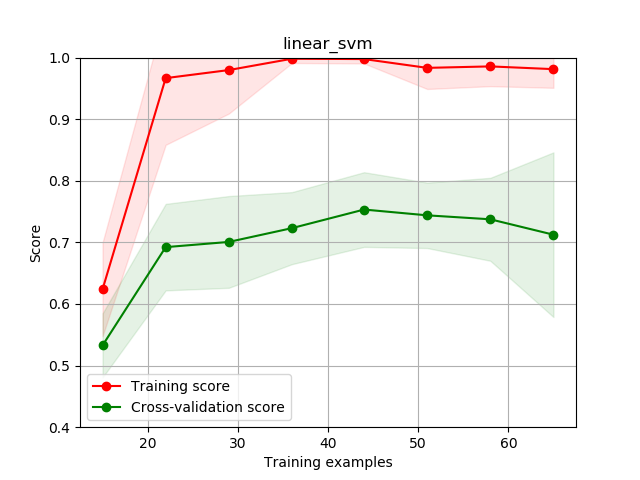 linear_svm
1.0
0.9
0.8
0.7
0.6
0.5
0.4
Score
Training score
Cross-validation score
20 30 40 50 60
Training examples